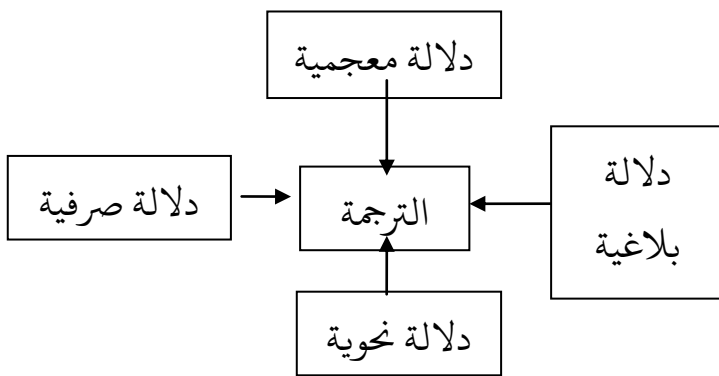 دلالة معجمية
دلالة
بلاغية
الترجمة
دلالة صرفية
دلالة نحوية